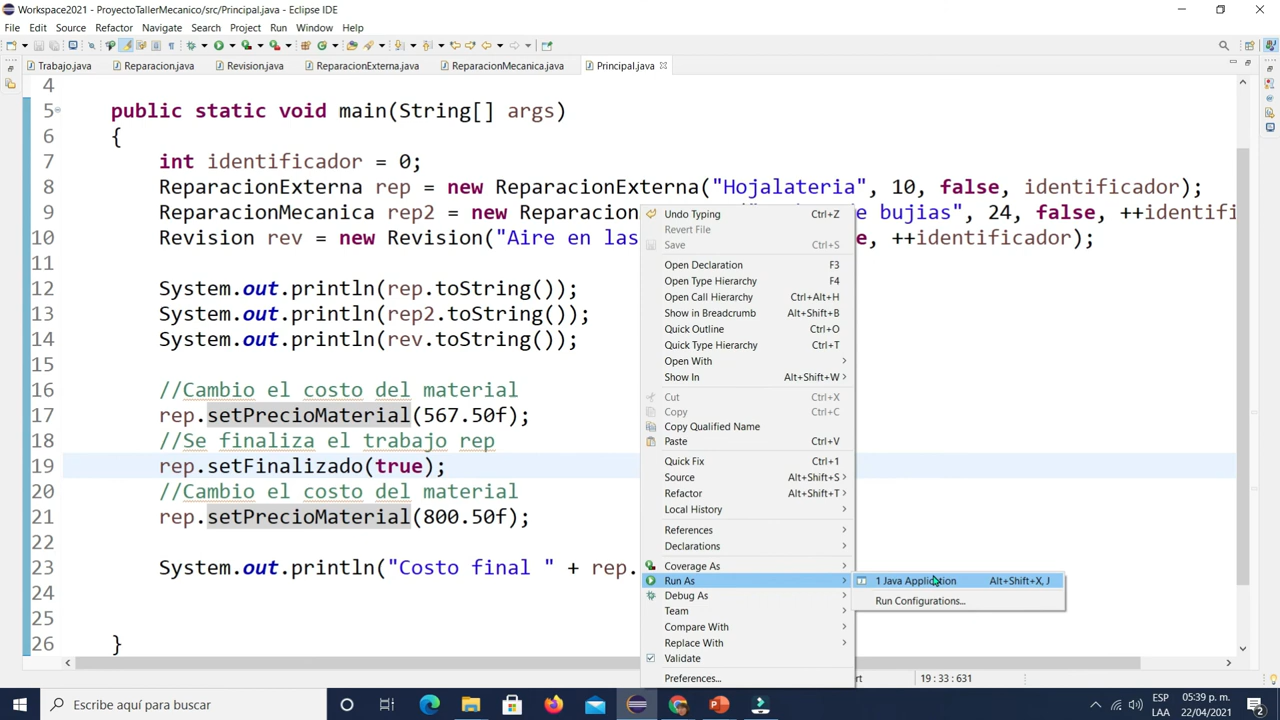 Workspace2021 - ProyectoTallerMecanico/src/Principal.java - Eclipse IDE
File Edit Source Refactor Navigate Search Project Run Window Help
Trabajo.java Reparacion.java Revision.java ReparacionExterna.java ReparacionMecanica.java Principal.java
4
5 public static void main(String[] args)
6 {
7 int identificador = 0;
8 ReparacionExterna rep = new ReparacionExterna("Hojalateria", 10, false, identificador);
9 ReparacionMecanica rep2 = new Reparacion de bujias", 24, false, ++identifi
10 Revision rev = new Revision("Aire en las e, ++identificador);
11
12 System.out.println(rep.toString());
13 System.out.println(rep2.toString());
14 System.out.println(rev.toString());
15
16 //Cambio el costo del material
17 rep.setPrecioMaterial(567.50f);
18 //Se finaliza el trabajo rep
19 rep.setFinalizado(true);
20 //Cambio el costo del material
21 rep.setPrecioMaterial(800.50f);
22
23 System.out.println("Costo final " + rep.
24
25
26 }
Undo Typing Ctrl+Z
Revert File
Save Ctrl+S
Open Declaration F3
Open Type Hierarchy F4
Open Call Hierarchy Ctrl+Alt+H
Show in Breadcrumb Alt+Shift+B
Quick Outline Ctrl+O
Quick Type Hierarchy Ctrl+T
Open With
Show In Alt+Shift+W
Cut Ctrl+X
Copy Ctrl+C
Copy Qualified Name
Paste Ctrl+V
Quick Fix Ctrl+1
Source Alt+Shift+S
Refactor Alt+Shift+T
Local History
References
Declarations
Coverage As
Run As
Debug As
Team
Compare With
Replace With
Validate
Preferences...
1 Java Application Alt+Shift+X, J
Run Configurations...
19 : 33 : 631
Escribe aquí para buscar
ESP
LAA
05:39 p. m.
22/04/2021
2